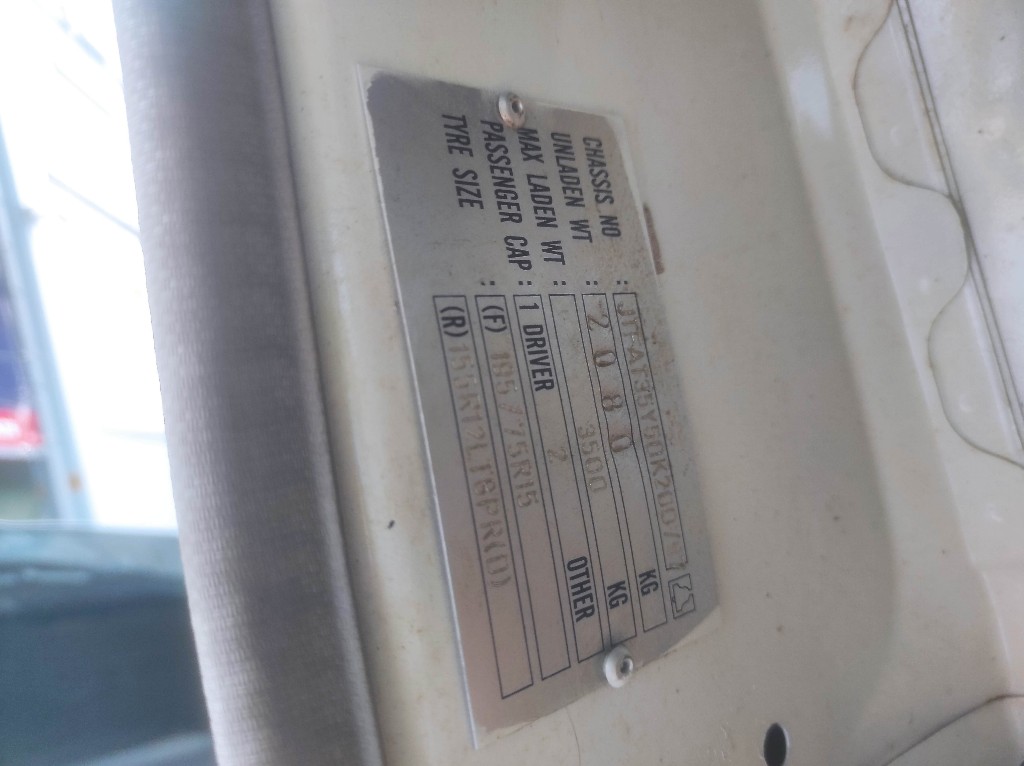 CHASSIS NO :
UNLADEN WT : 2080 KG
MAX LADEN WT : 3500 KG
PASSENGER CAP : 1 DRIVER 2 OTHER
TYRE SIZE : (F) 195/75R15
(R)